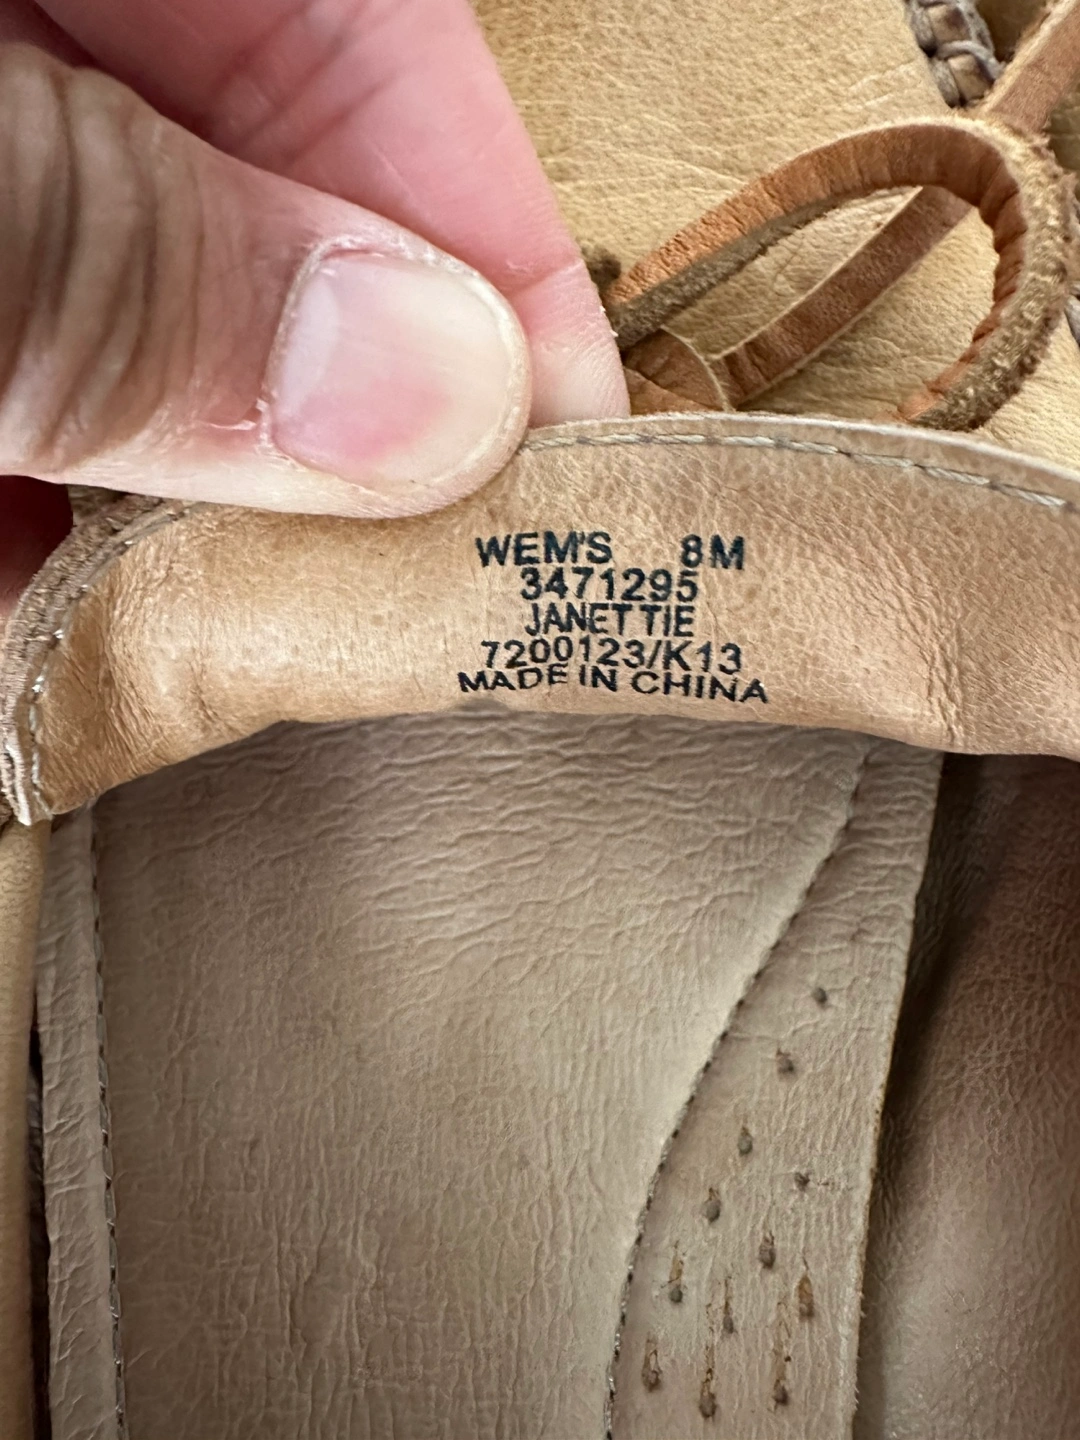 WEM'S 8M
3471295
JANETTIE
7200123/K13
MADE IN CHINA